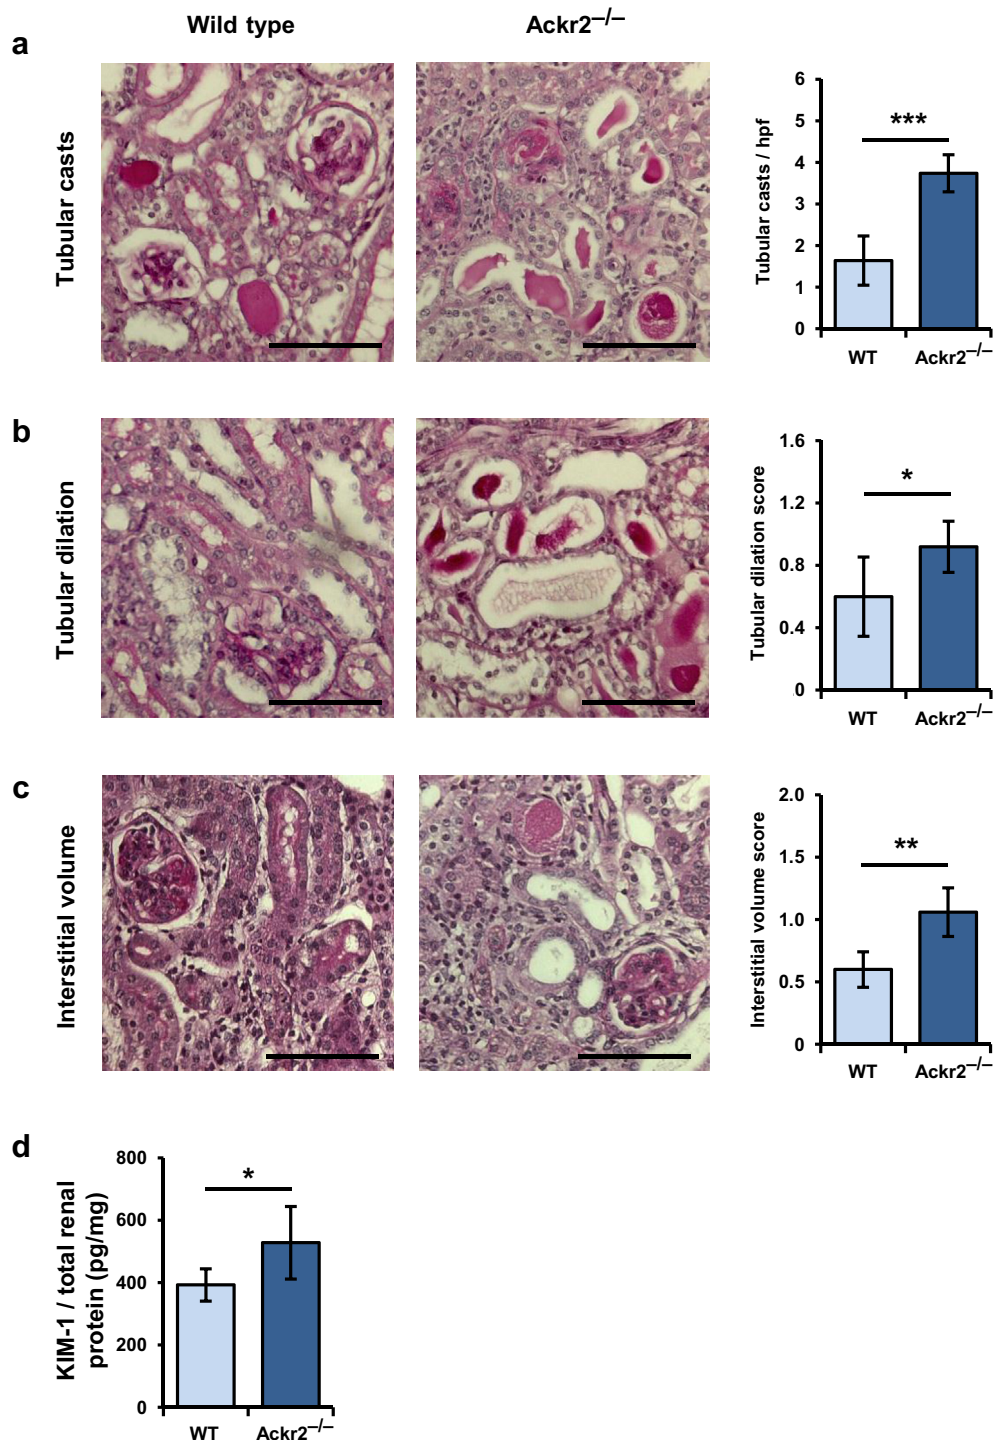 Wild type
Ackr2–/–
a
Tubular casts
Tubular casts / hpf
6
5
4
3
2
1
0
***
WT
Ackr2–/–
b
Tubular dilation
Tubular dilation score
1.6
1.2
0.8
0.4
0
*
WT
Ackr2–/–
c
Interstitial volume
Interstitial volume score
2.0
1.5
1.0
0.5
0
**
WT
Ackr2–/–
d
KIM-1 / total renal
protein (pg/mg)
800
600
400
200
0
*
WT
Ackr2–/–